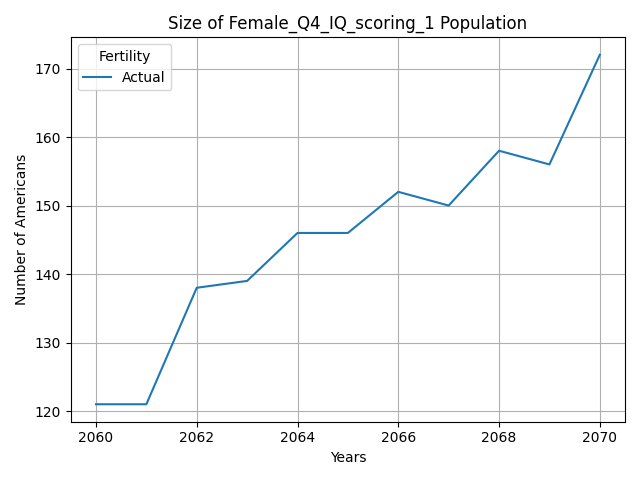 Size of Female_Q4_IQ_scoring_1 Population
Fertility
Actual
Number of Americans
170
160
150
140
130
120
2060 2062 2064 2066 2068 2070
Years